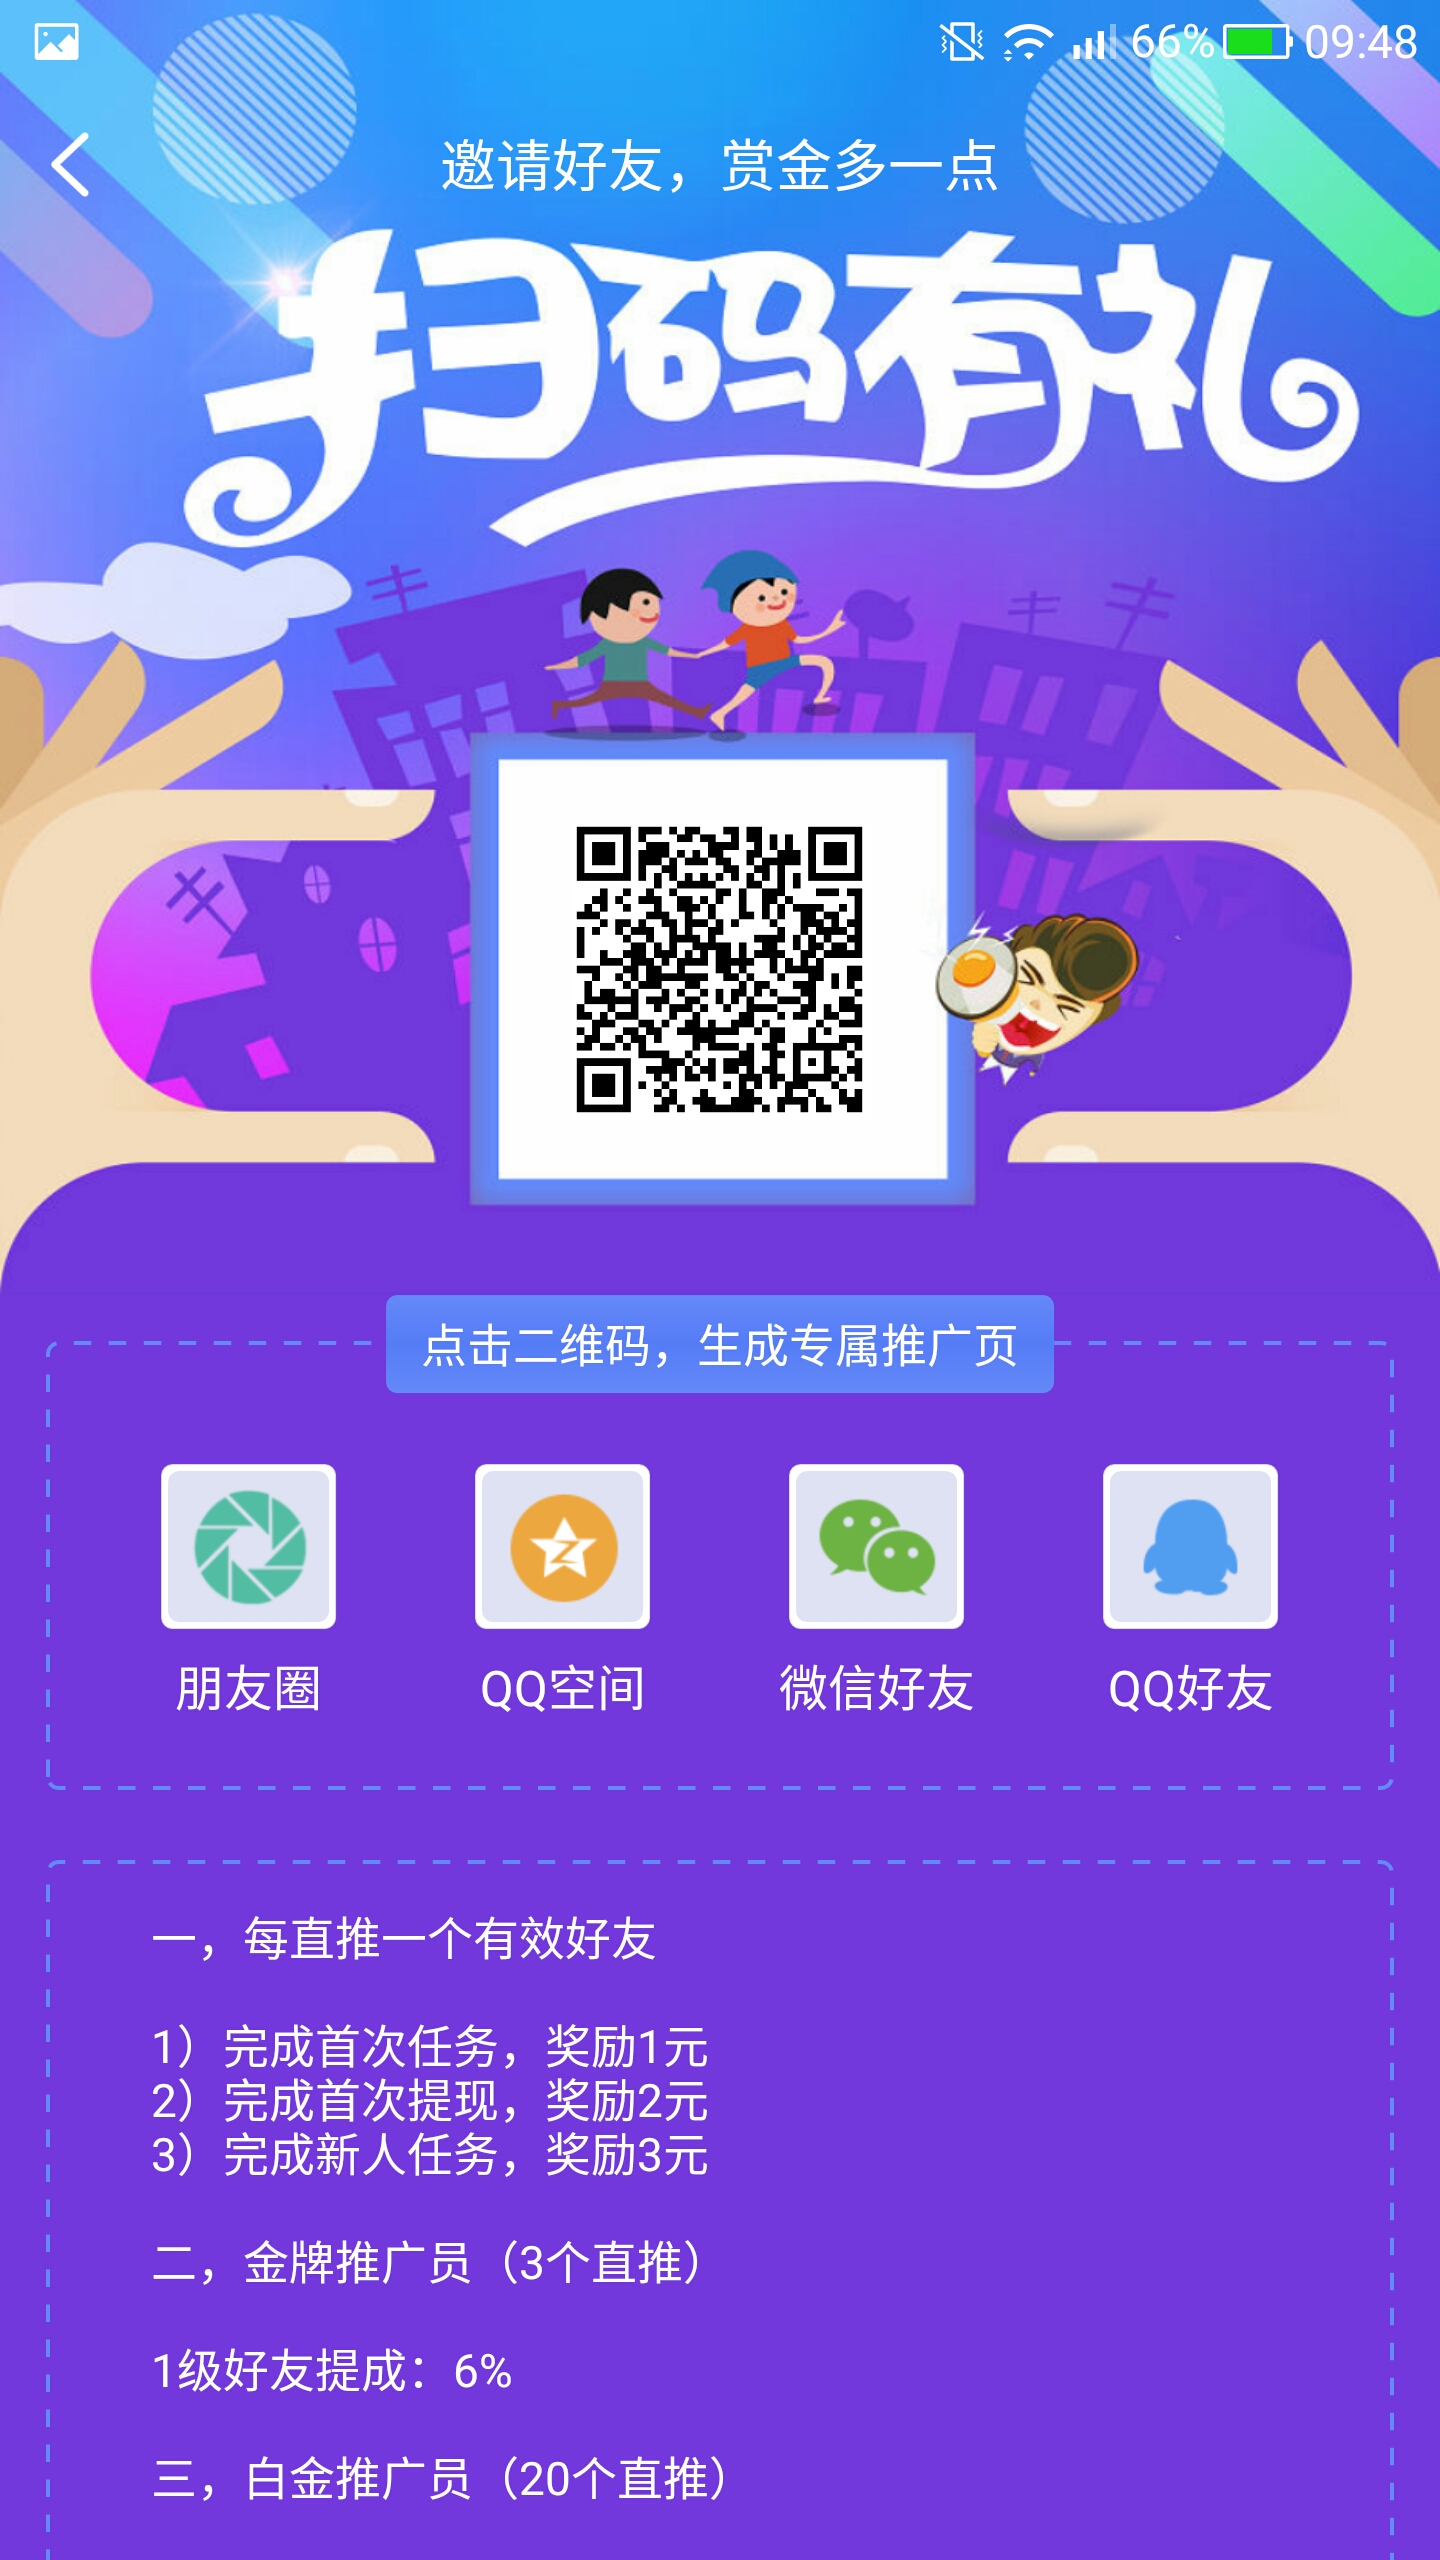 66% 09:48
邀请好友，赏金多一点
扫码有礼
点击二维码，生成专属推广页
朋友圈 QQ空间 微信好友 QQ好友
一，每直推一个有效好友
1）完成首次任务，奖励1元
2）完成首次提现，奖励2元
3）完成新人任务，奖励3元
二，金牌推广员（3个直推）
1级好友提成：6%
三，白金推广员（20个直推）